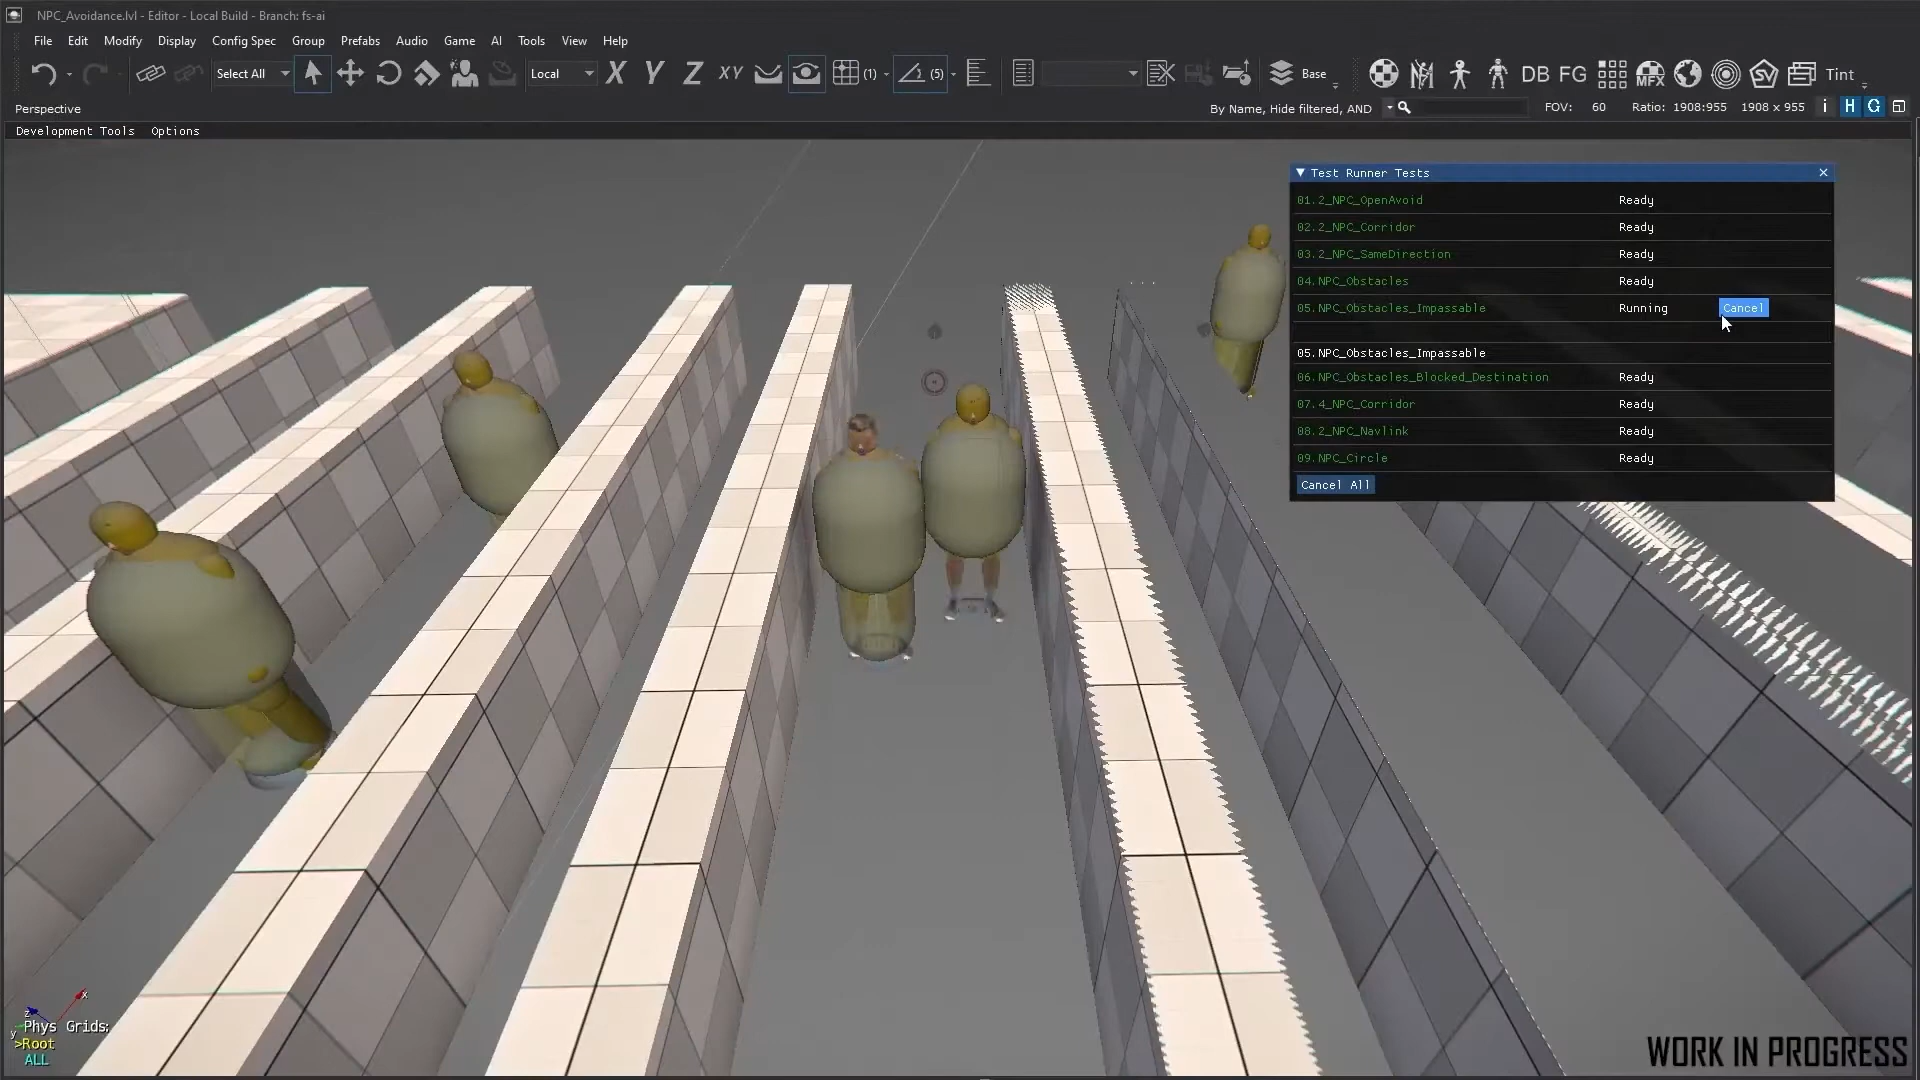 NPC_Avoidance.lvl - Editor - Local Build - Branch: fs-ai
File Edit Modify Display Config Spec Group Prefabs Audio Game AI Tools View Help
Select All Local X Y Z XY (1) (5) Base DB FG MFX SV Tint
Perspective By Name, Hide filtered, AND FOV: 60 Ratio: 1908:955 1908 x 955 i H G
Development Tools Options
Test Runner Tests
01.2_NPC_OpenAvoid Ready
02.2_NPC_Corridor Ready
03.2_NPC_SameDirection Ready
04.NPC_Obstacles Ready
05.NPC_Obstacles_Impassable Running Cancel
05.NPC_Obstacles_Impassable
06.NPC_Obstacles_Blocked_Destination Ready
07.4_NPC_Corridor Ready
08.2_NPC_Navlink Ready
09.NPC_Circle Ready
Cancel All
x
z
y
Phys Grids:
>Root
ALL
WORK IN PROGRESS